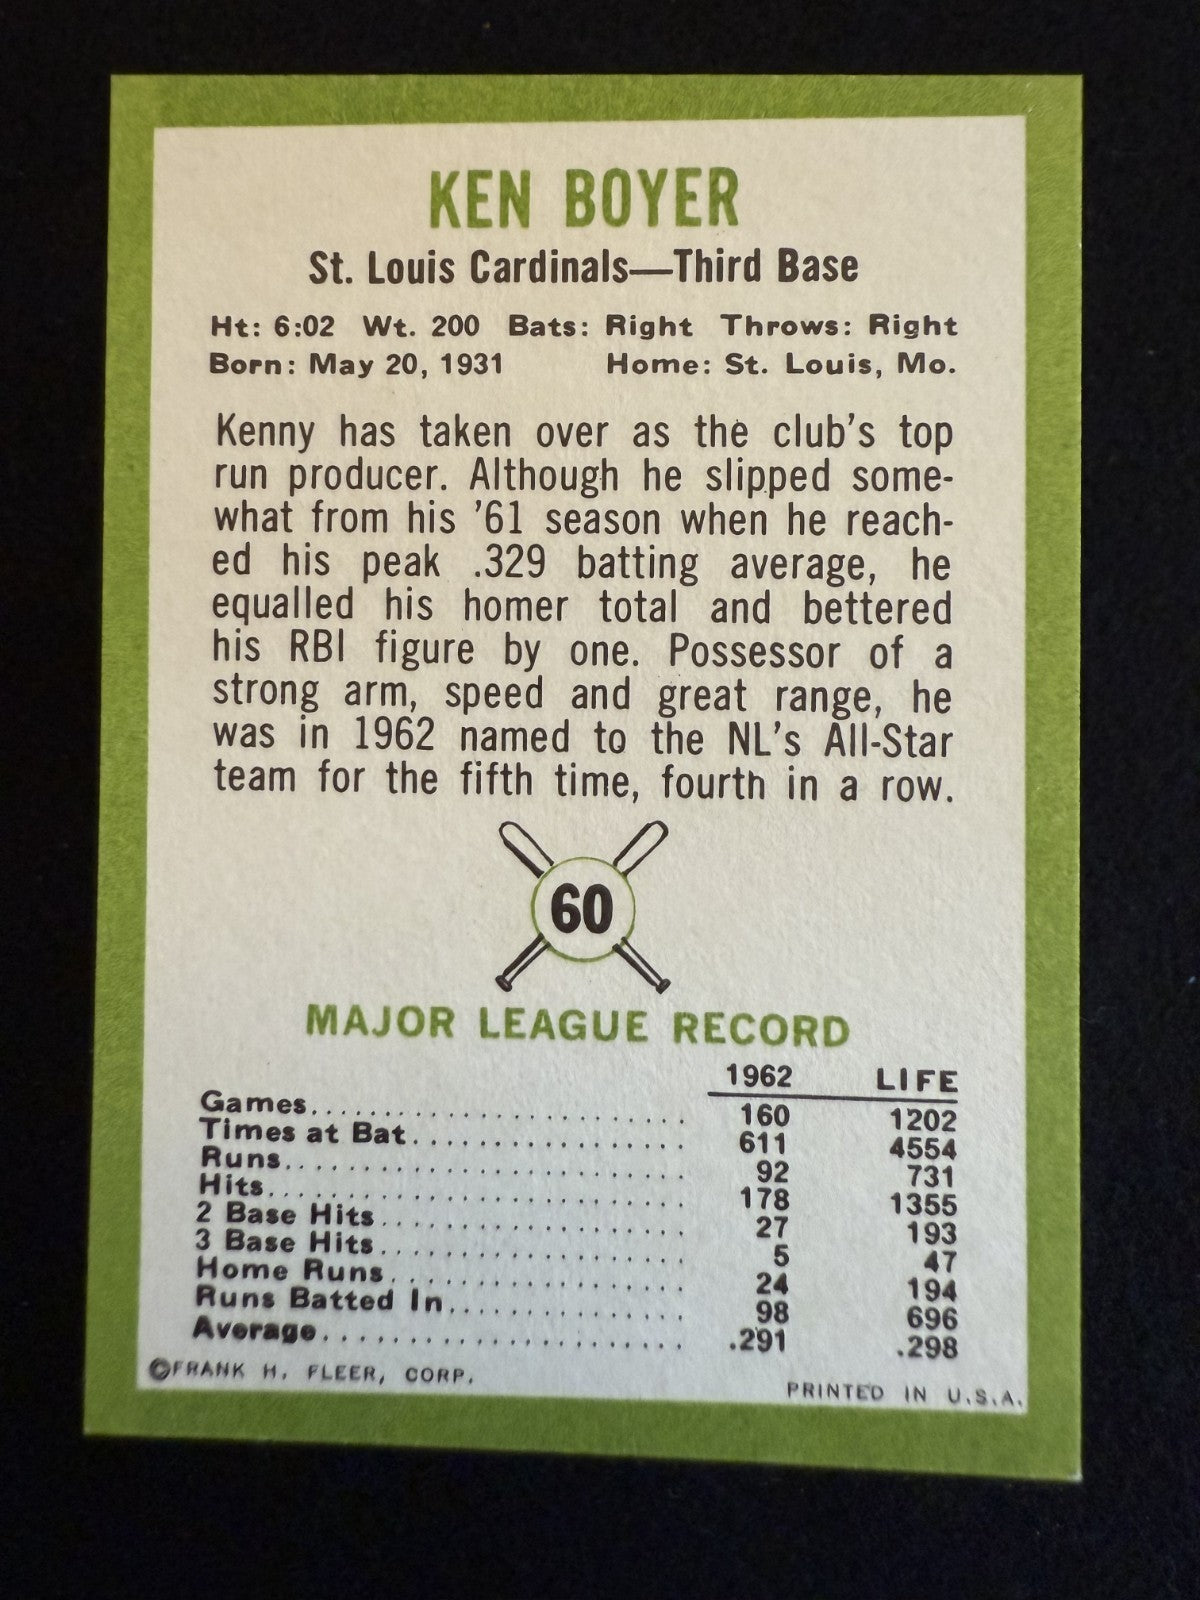 KEN BOYER
St. Louis Cardinals—Third Base
Ht: 6:02 Wt. 200 Bats: Right Throws: Right
Born: May 20, 1931 Home: St. Louis, Mo.
Kenny has taken over as the club's top
run producer. Although he slipped some-
what from his '61 season when he reach-
ed his peak .329 batting average, he
equalled his homer total and bettered
his RBI figure by one. Possessor of a
strong arm, speed and great range, he
was in 1962 named to the NL's All-Star
team for the fifth time, fourth in a row.
60
MAJOR LEAGUE RECORD
1962 LIFE
Games 160 1202
Times at Bat 611 4554
Runs 92 731
Hits 178 1355
2 Base Hits 27 193
3 Base Hits 5 47
Home Runs 24 194
Runs Batted In 98 696
Average .291 .298
©FRANK H. FLEER, CORP.
PRINTED IN U.S.A.